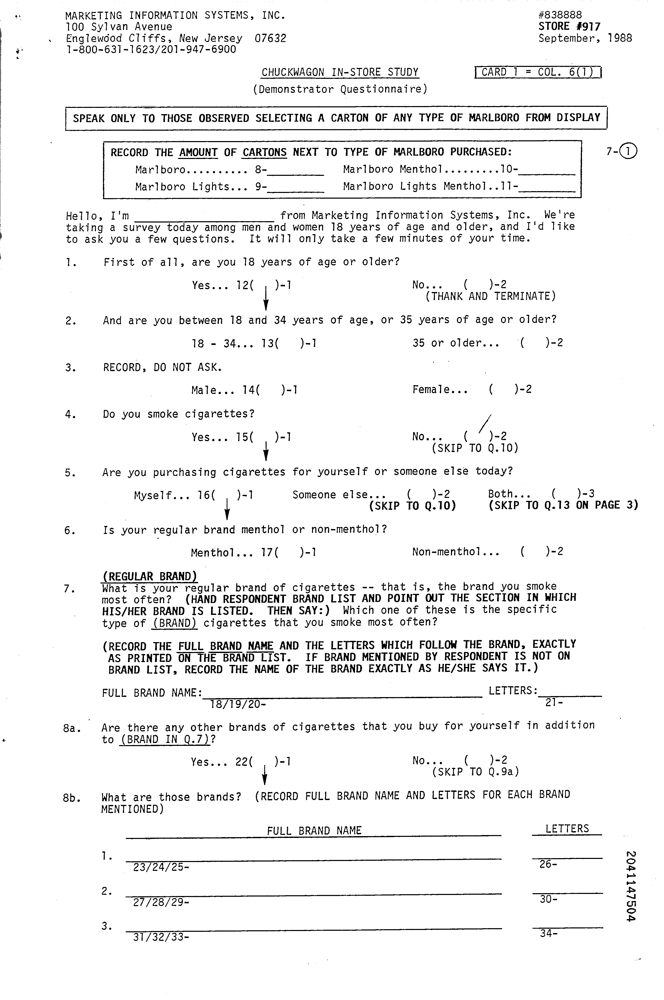 MARKETING INFORMATION SYSTEMS, INC. #838888
100 Sylvan Avenue STORE #917
Englewood Cliffs, New Jersey 07632 September, 1988
1-800-631-1623/201-947-6900
CHUCKWAGON IN-STORE STUDY CARD 1 = COL. 6(1)
(Demonstrator Questionnaire)
SPEAK ONLY TO THOSE OBSERVED SELECTING A CARTON OF ANY TYPE OF MARLBORO FROM DISPLAY
RECORD THE AMOUNT OF CARTONS NEXT TO TYPE OF MARLBORO PURCHASED: 7-(1)
Marlboro.......... 8-________ Marlboro Menthol.........10-________
Marlboro Lights... 9-________ Marlboro Lights Menthol..11-________
Hello, I'm ____________________ from Marketing Information Systems, Inc. We're
taking a survey today among men and women 18 years of age and older, and I'd like
to ask you a few questions. It will only take a few minutes of your time.
1. First of all, are you 18 years of age or older?
Yes... 12( )-1 No... ( )-2
(THANK AND TERMINATE)
2. And are you between 18 and 34 years of age, or 35 years of age or older?
18 - 34... 13( )-1 35 or older... ( )-2
3. RECORD, DO NOT ASK.
Male... 14( )-1 Female... ( )-2
4. Do you smoke cigarettes?
Yes... 15( )-1 No... ( )-2
(SKIP TO Q.10)
5. Are you purchasing cigarettes for yourself or someone else today?
Myself... 16( )-1 Someone else... ( )-2 Both... ( )-3
(SKIP TO Q.10) (SKIP TO Q.13 ON PAGE 3)
6. Is your regular brand menthol or non-menthol?
Menthol... 17( )-1 Non-menthol... ( )-2
(REGULAR BRAND)
7. What is your regular brand of cigarettes -- that is, the brand you smoke
most often? (HAND RESPONDENT BRAND LIST AND POINT OUT THE SECTION IN WHICH
HIS/HER BRAND IS LISTED. THEN SAY:) Which one of these is the specific
type of (BRAND) cigarettes that you smoke most often?
(RECORD THE FULL BRAND NAME AND THE LETTERS WHICH FOLLOW THE BRAND, EXACTLY
AS PRINTED ON THE BRAND LIST. IF BRAND MENTIONED BY RESPONDENT IS NOT ON
BRAND LIST, RECORD THE NAME OF THE BRAND EXACTLY AS HE/SHE SAYS IT.)
FULL BRAND NAME:________________________ LETTERS:________
18/19/20- 21-
8a. Are there any other brands of cigarettes that you buy for yourself in addition
to (BRAND IN Q.7)?
Yes... 22( )-1 No... ( )-2
(SKIP TO Q.9a)
8b. What are those brands? (RECORD FULL BRAND NAME AND LETTERS FOR EACH BRAND
MENTIONED)
FULL BRAND NAME LETTERS
1.
23/24/25- 26-
2.
27/28/29- 30-
3.
31/32/33- 34-
2041147504